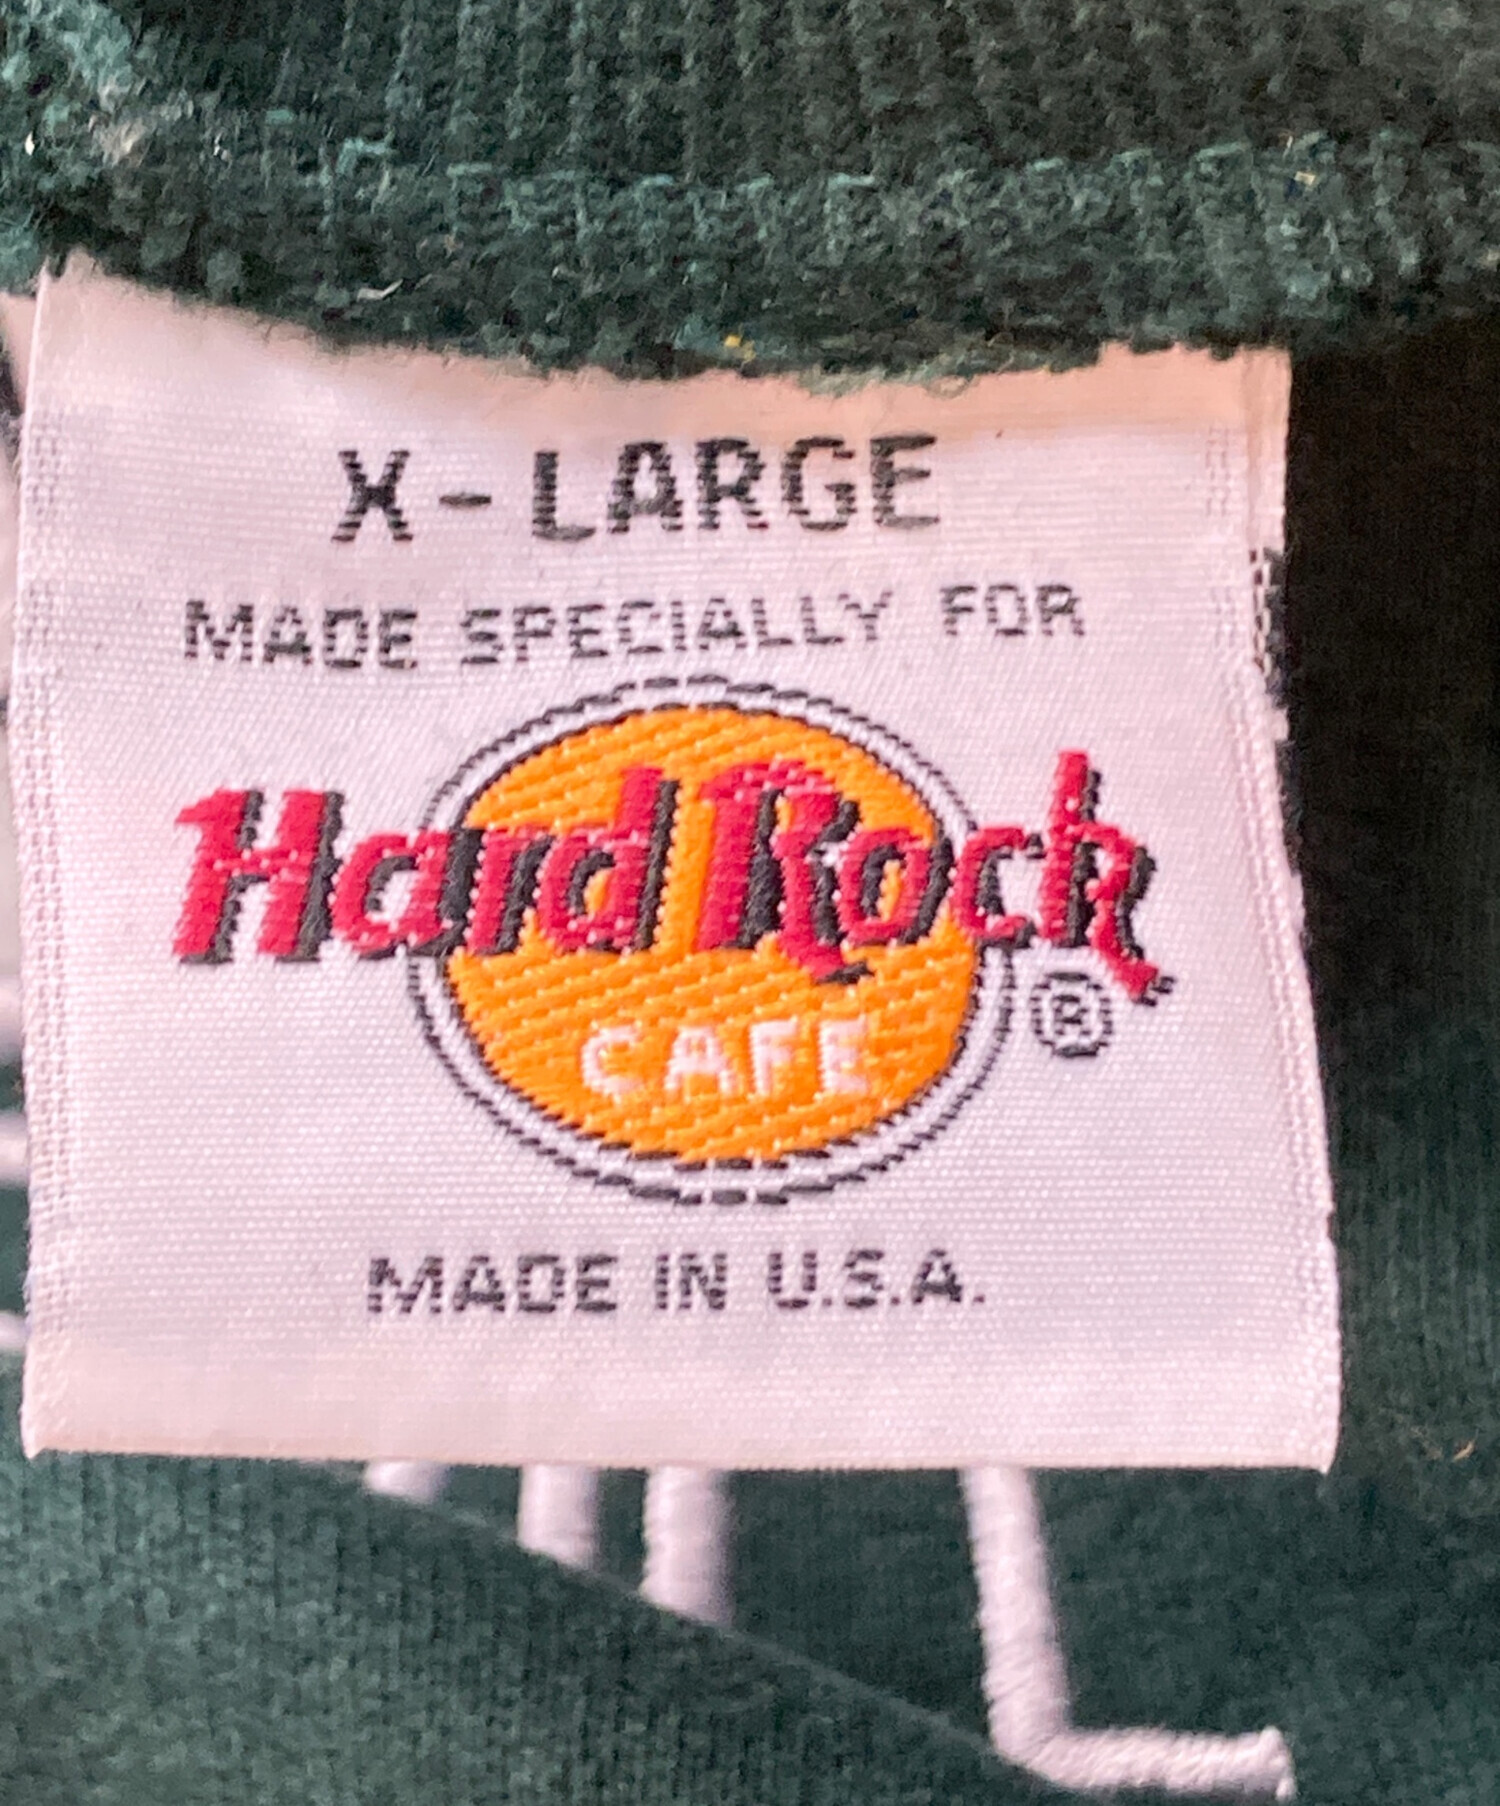 X-LARGE
MADE SPECIALLY FOR
Hard Rock
CAFE ®
MADE IN U.S.A.